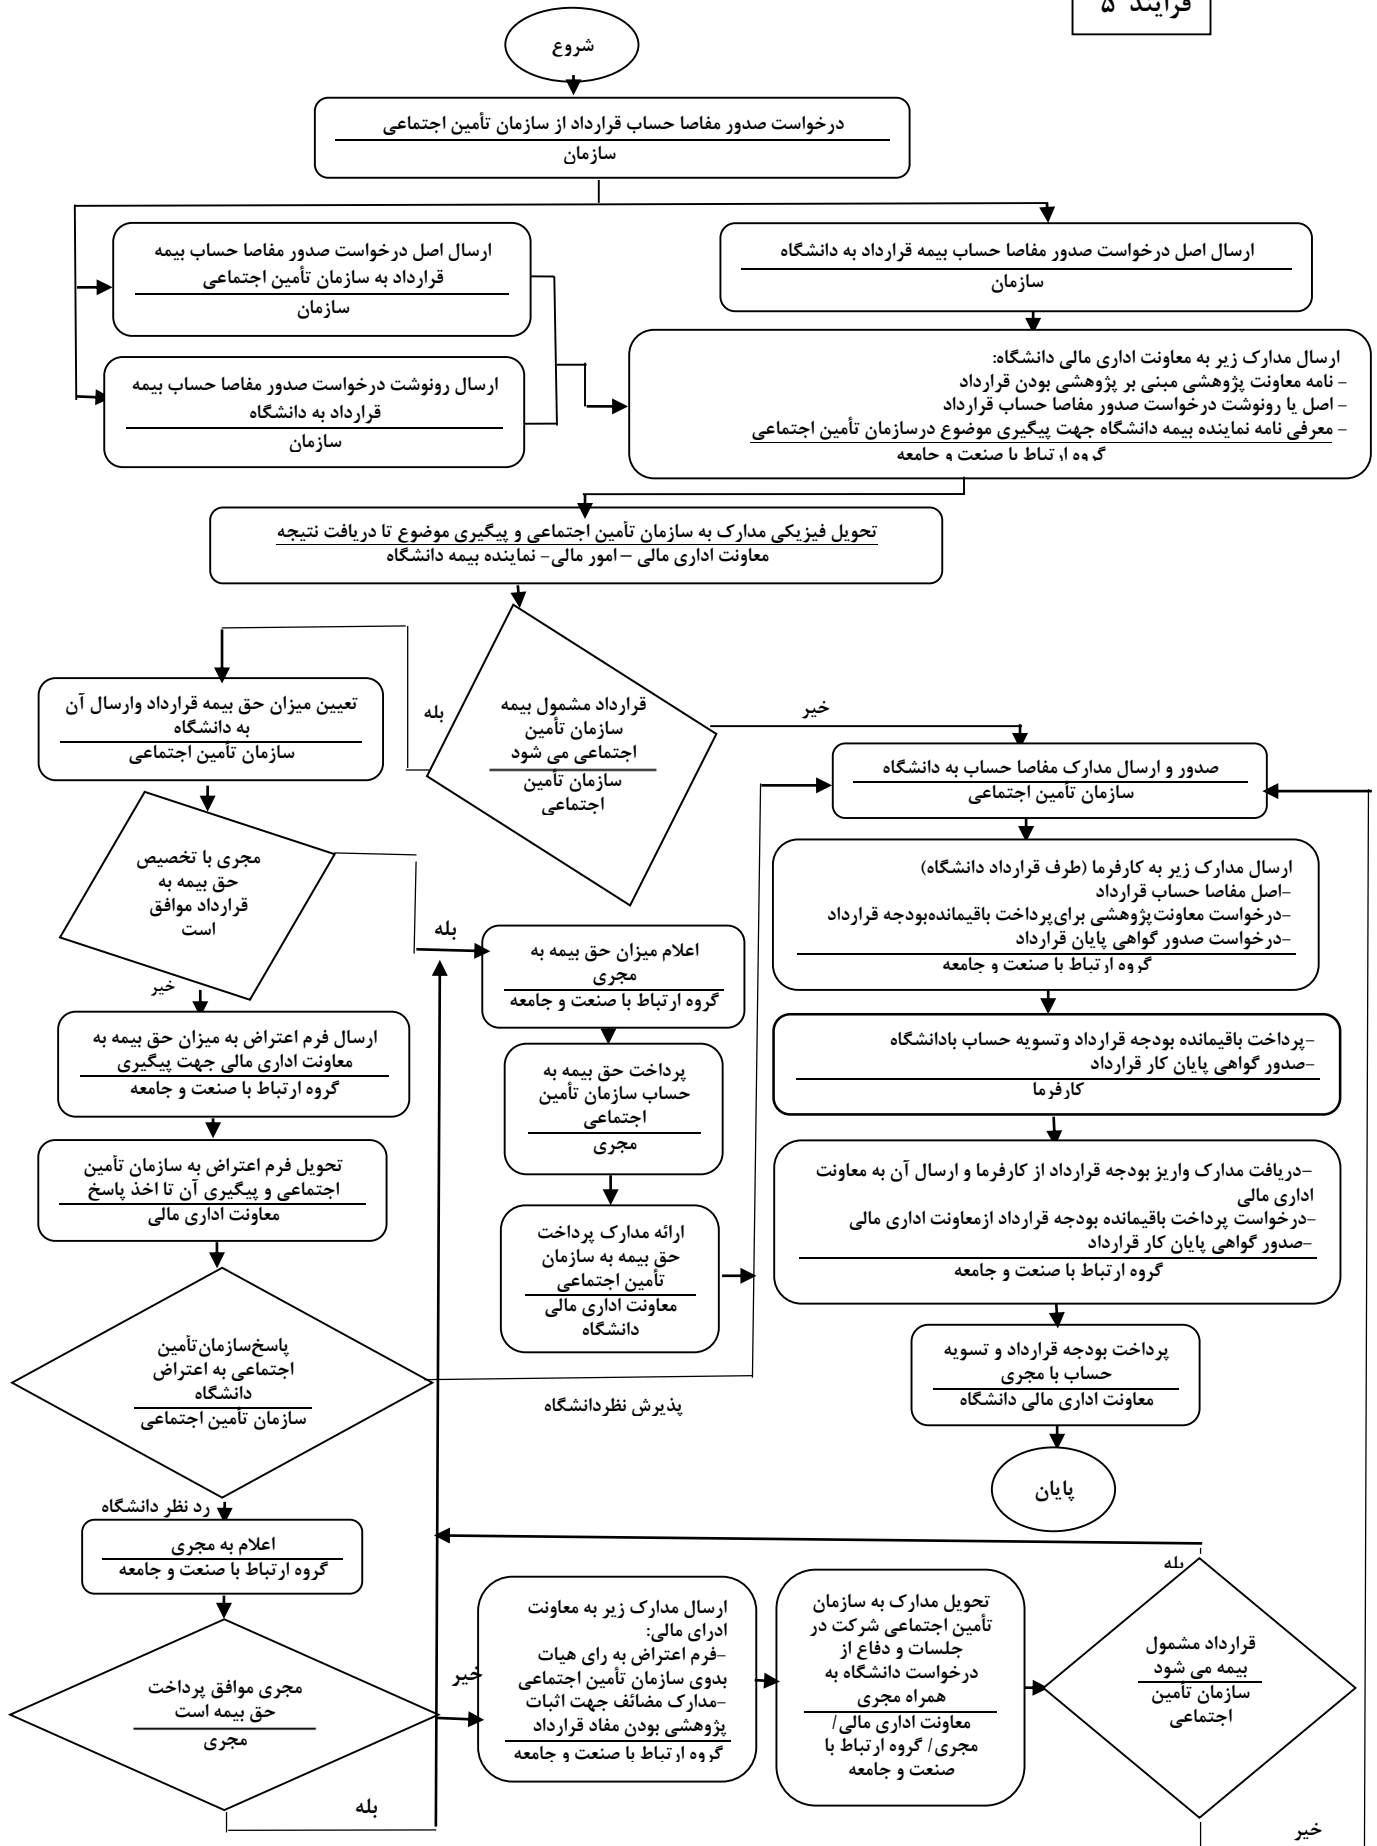 فرآیند ۵
شروع
درخواست صدور مفاصا حساب قرارداد از سازمان تأمین اجتماعی
سازمان
ارسال اصل درخواست صدور مفاصا حساب بیمه قرارداد به دانشگاه
سازمان
ارسال اصل درخواست صدور مفاصا حساب بیمه
قرارداد به سازمان تأمین اجتماعی
سازمان
ارسال رونوشت درخواست صدور مفاصا حساب بیمه
قرارداد به دانشگاه
سازمان
ارسال مدارک زیر به معاونت اداری مالی دانشگاه:
- نامه معاونت پژوهشی مبنی بر پژوهشی بودن قرارداد
- اصل یا رونوشت درخواست صدور مفاصا حساب قرارداد
- معرفی نامه نماینده بیمه دانشگاه جهت پیگیری موضوع درسازمان تأمین اجتماعی
گروه ارتباط با صنعت و جامعه
تحویل فیزیکی مدارک به سازمان تأمین اجتماعی و پیگیری موضوع تا دریافت نتیجه
معاونت اداری مالی – امور مالی- نماینده بیمه دانشگاه
قرارداد مشمول بیمه
سازمان تأمین
اجتماعی می شود
سازمان تأمین
اجتماعی
خیر
بله
تعیین میزان حق بیمه قرارداد وارسال آن
به دانشگاه
سازمان تأمین اجتماعی
صدور و ارسال مدارک مفاصا حساب به دانشگاه
سازمان تأمین اجتماعی
مجری با تخصیص
حق بیمه به
قرارداد موافق
است
بله
خیر
ارسال مدارک زیر به کارفرما (طرف قرارداد دانشگاه)
-اصل مفاصا حساب قرارداد
-درخواست معاونت پژوهشی برای پرداخت باقیمانده بودجه قرارداد
-درخواست صدور گواهی پایان قرارداد
گروه ارتباط با صنعت و جامعه
اعلام میزان حق بیمه به
مجری
گروه ارتباط با صنعت و جامعه
ارسال فرم اعتراض به میزان حق بیمه به
معاونت اداری مالی جهت پیگیری
گروه ارتباط با صنعت و جامعه
پرداخت حق بیمه به
حساب سازمان تأمین
اجتماعی
مجری
-پرداخت باقیمانده بودجه قرارداد وتسویه حساب بادانشگاه
-صدور گواهی پایان کار قرارداد
کارفرما
تحویل فرم اعتراض به سازمان تأمین
اجتماعی و پیگیری آن تا اخذ پاسخ
معاونت اداری مالی
-دریافت مدارک واریز بودجه قرارداد از کارفرما و ارسال آن به معاونت
اداری مالی
-درخواست پرداخت باقیمانده بودجه قرارداد ازمعاونت اداری مالی
-صدور گواهی پایان کار قرارداد
گروه ارتباط با صنعت و جامعه
ارائه مدارک پرداخت
حق بیمه به سازمان
تأمین اجتماعی
معاونت اداری مالی
دانشگاه
پاسخ سازمان تأمین
اجتماعی به اعتراض
دانشگاه
سازمان تأمین اجتماعی
پذیرش نظردانشگاه
پرداخت بودجه قرارداد و تسویه
حساب با مجری
معاونت اداری مالی دانشگاه
پایان
رد نظر دانشگاه
اعلام به مجری
گروه ارتباط با صنعت و جامعه
مجری موافق پرداخت
حق بیمه است
مجری
خیر
بله
ارسال مدارک زیر به معاونت
ادرای مالی:
-فرم اعتراض به رای هیات
بدوی سازمان تأمین اجتماعی
-مدارک مضائف جهت اثبات
پژوهشی بودن مفاد قرارداد
گروه ارتباط با صنعت و جامعه
تحویل مدارک به سازمان
تأمین اجتماعی شرکت در
جلسات و دفاع از
درخواست دانشگاه به
همراه مجری
معاونت اداری مالی/
مجری/ گروه ارتباط با
صنعت و جامعه
بله
قرارداد مشمول
بیمه می شود
سازمان تأمین
اجتماعی
خیر